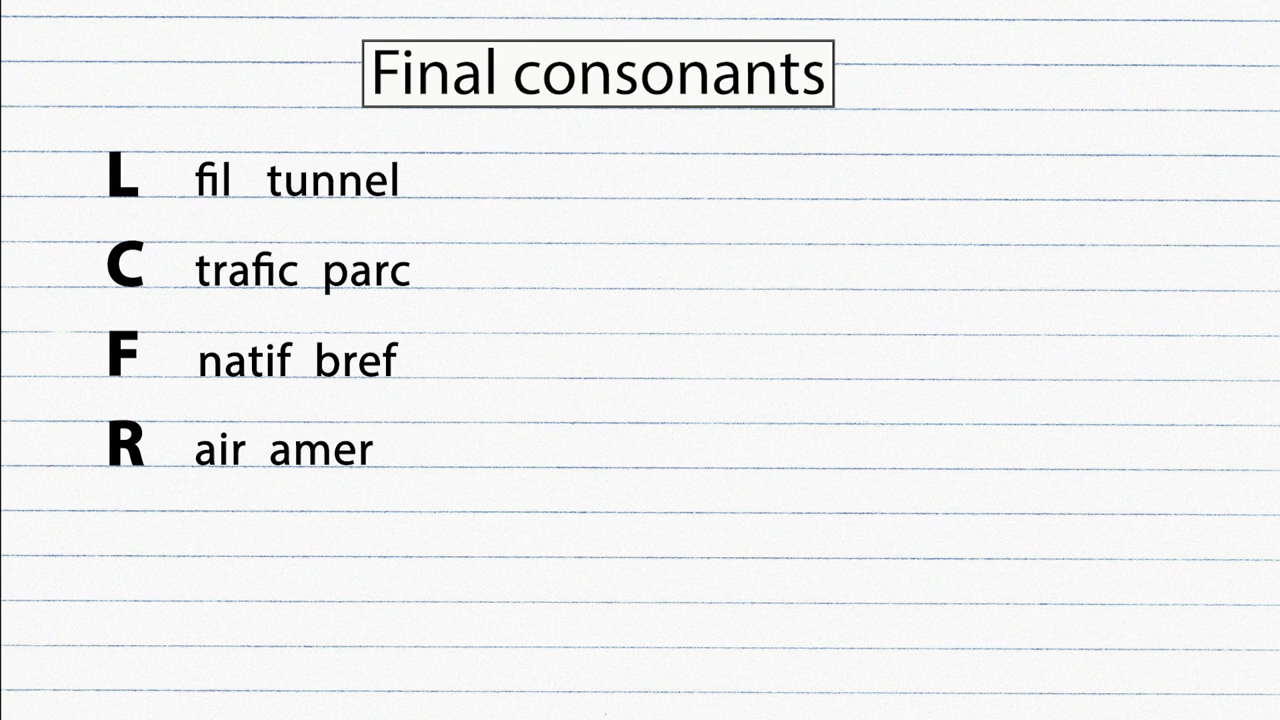 Final consonants
L fil tunnel
C trafic parc
F natif bref
R air amer